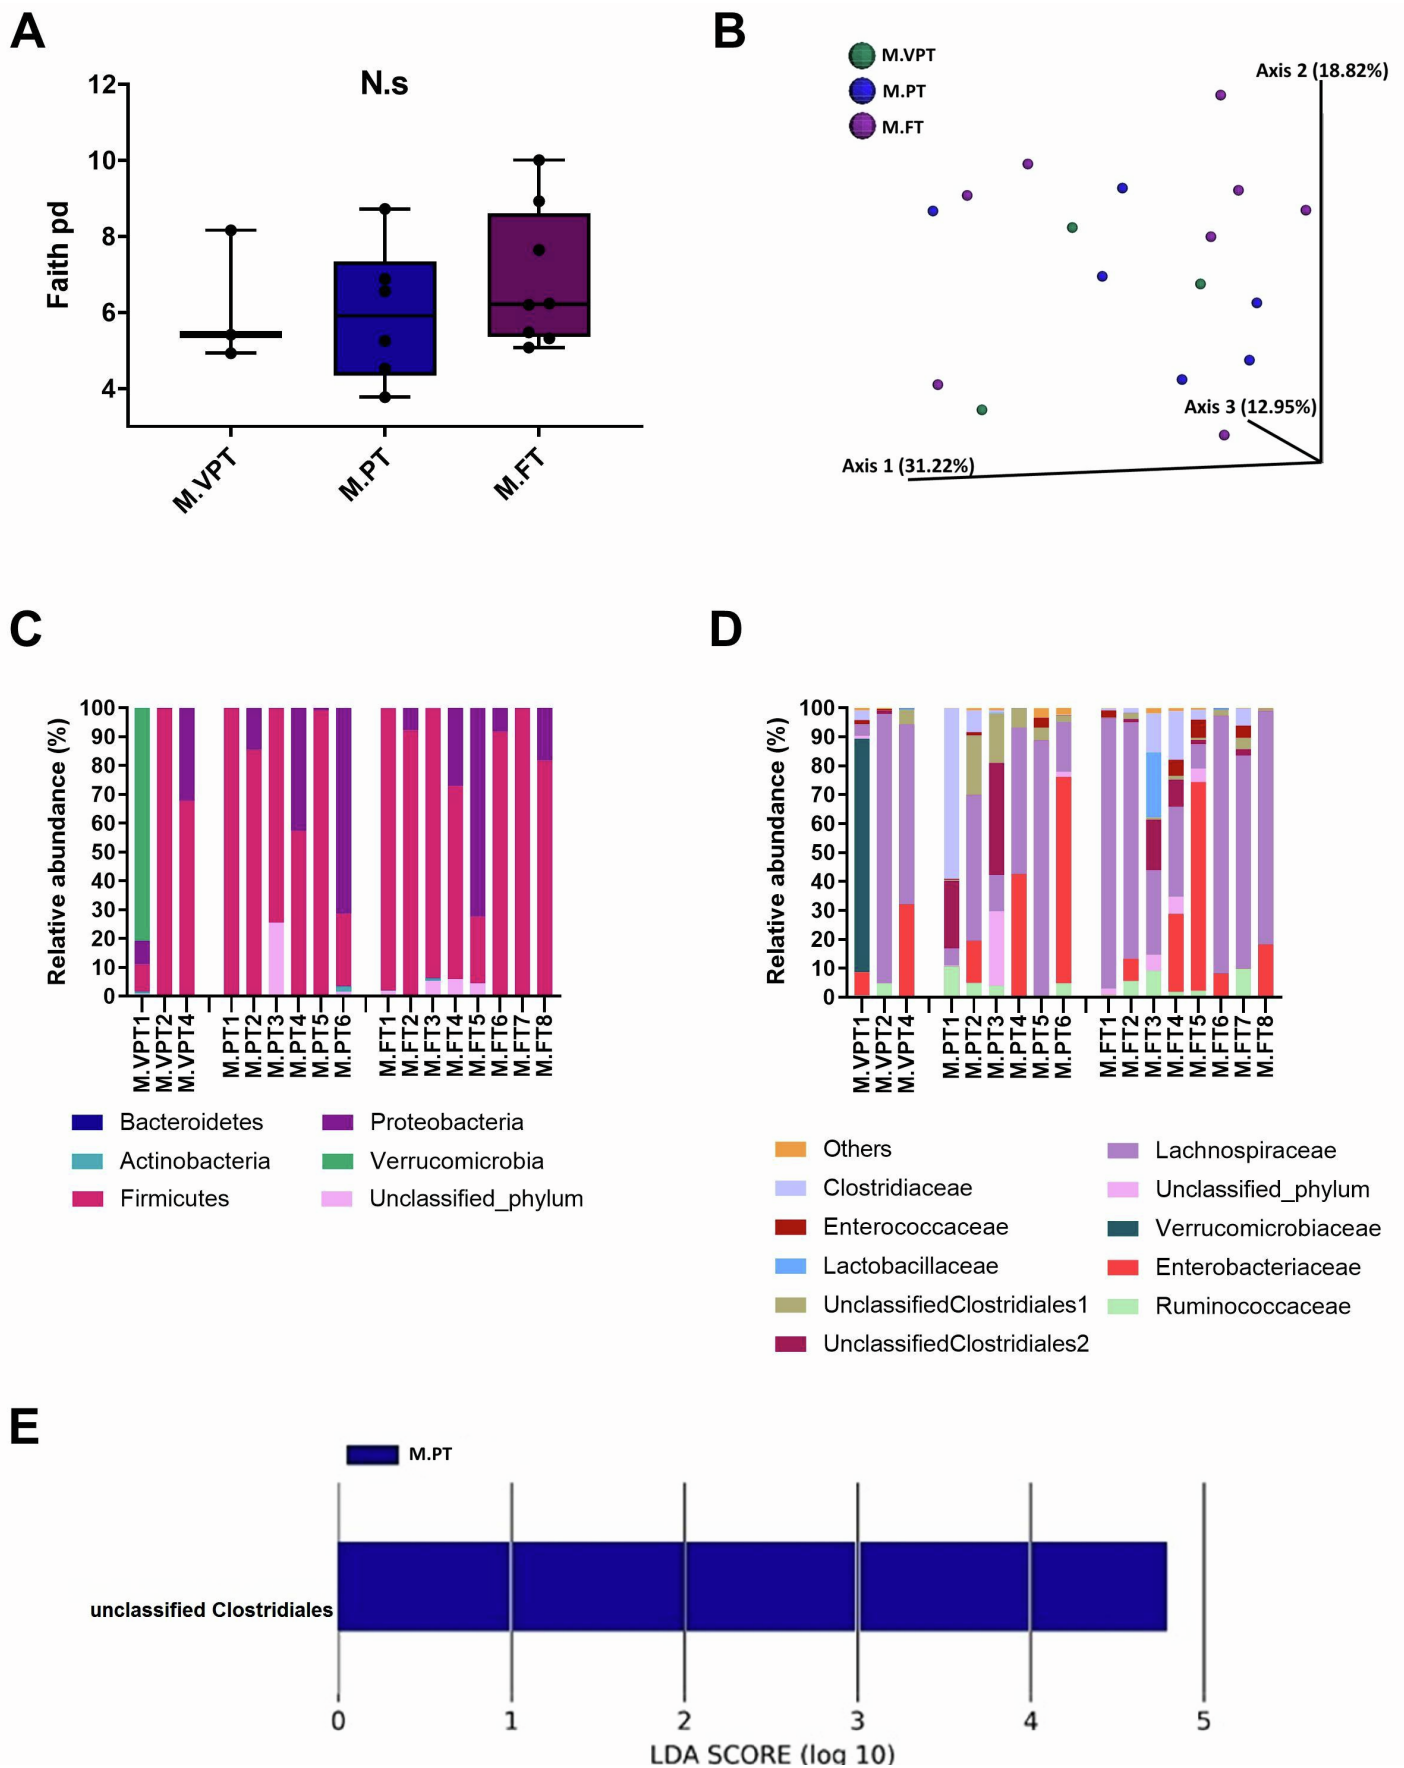 A
N.s
12
10
8
6
4
Faith pd
M.VPT
M.PT
M.FT
B
M.VPT
M.PT
M.FT
Axis 2 (18.82%)
Axis 3 (12.95%)
Axis 1 (31.22%)
C
Relative abundance (%)
100
90
80
70
60
50
40
30
20
10
0
M.VPT1
M.VPT2
M.VPT4
M.PT1
M.PT2
M.PT3
M.PT4
M.PT5
M.PT6
M.FT1
M.FT2
M.FT3
M.FT4
M.FT5
M.FT6
M.FT7
M.FT8
Bacteroidetes
Actinobacteria
Firmicutes
Proteobacteria
Verrucomicrobia
Unclassified_phylum
D
Relative abundance (%)
100
90
80
70
60
50
40
30
20
10
0
M.VPT1
M.VPT2
M.VPT4
M.PT1
M.PT2
M.PT3
M.PT4
M.PT5
M.PT6
M.FT1
M.FT2
M.FT3
M.FT4
M.FT5
M.FT6
M.FT7
M.FT8
Others
Clostridiaceae
Enterococcaceae
Lactobacillaceae
UnclassifiedClostridiales1
UnclassifiedClostridiales2
Lachnospiraceae
Unclassified_phylum
Verrucomicrobiaceae
Enterobacteriaceae
Ruminococcaceae
E
M.PT
unclassified Clostridiales
0 1 2 3 4 5
LDA SCORE (log 10)